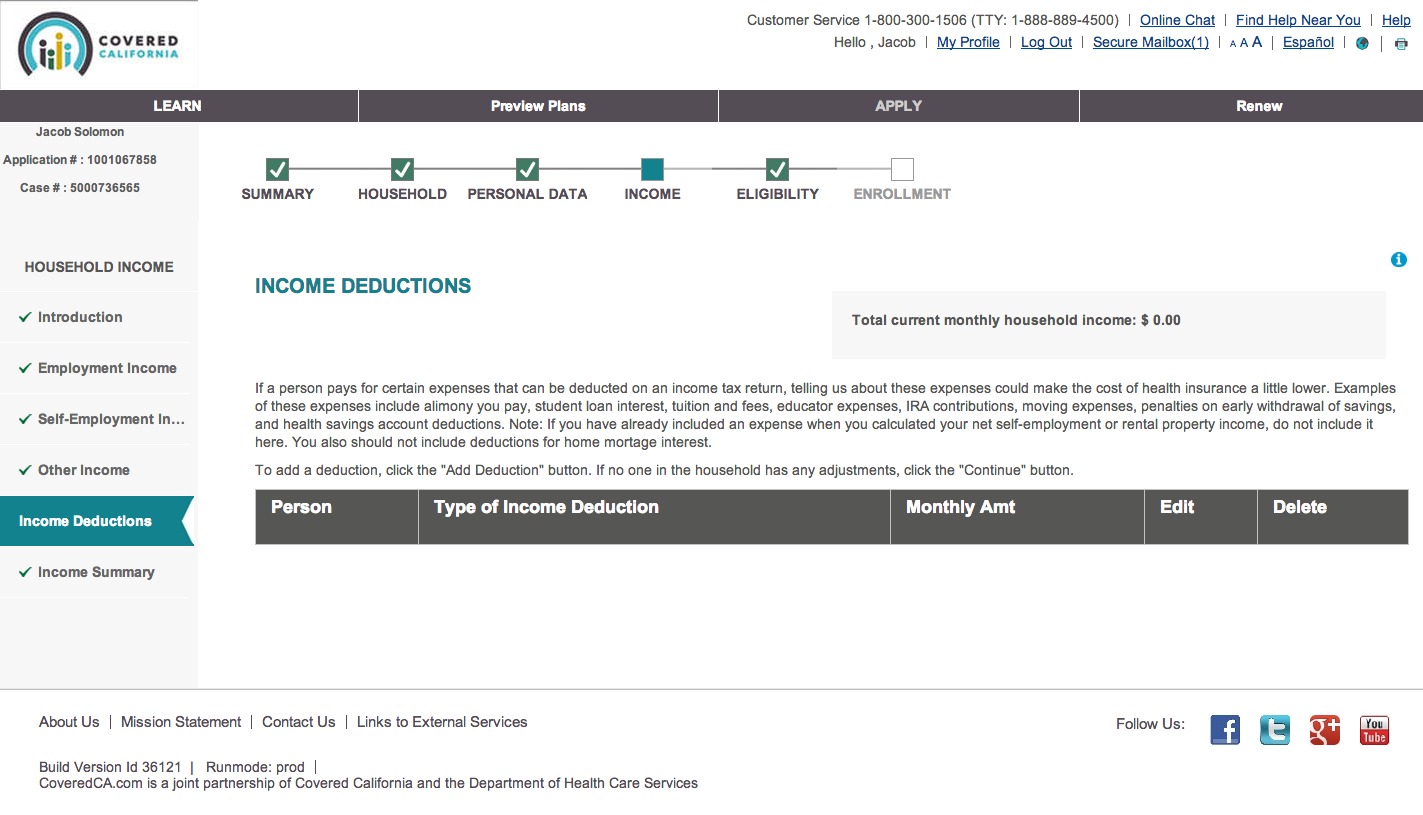 COVERED
CALIFORNIA
Customer Service 1-800-300-1506 (TTY: 1-888-889-4500) | Online Chat | Find Help Near You | Help
Hello , Jacob | My Profile | Log Out | Secure Mailbox(1) | A A A | Español
LEARN Preview Plans APPLY Renew
Jacob Solomon
Application # : 1001067858
Case # : 5000736565
SUMMARY HOUSEHOLD PERSONAL DATA INCOME ELIGIBILITY ENROLLMENT
HOUSEHOLD INCOME
Introduction
Employment Income
Self-Employment In...
Other Income
Income Deductions
Income Summary
INCOME DEDUCTIONS
Total current monthly household income: $ 0.00
If a person pays for certain expenses that can be deducted on an income tax return, telling us about these expenses could make the cost of health insurance a little lower. Examples
of these expenses include alimony you pay, student loan interest, tuition and fees, educator expenses, IRA contributions, moving expenses, penalties on early withdrawal of savings,
and health savings account deductions. Note: If you have already included an expense when you calculated your net self-employment or rental property income, do not include it
here. You also should not include deductions for home mortage interest.
To add a deduction, click the "Add Deduction" button. If no one in the household has any adjustments, click the "Continue" button.
Person Type of Income Deduction Monthly Amt Edit Delete
About Us | Mission Statement | Contact Us | Links to External Services
Follow Us: f t g+ You Tube
Build Version Id 36121 | Runmode: prod |
CoveredCA.com is a joint partnership of Covered California and the Department of Health Care Services